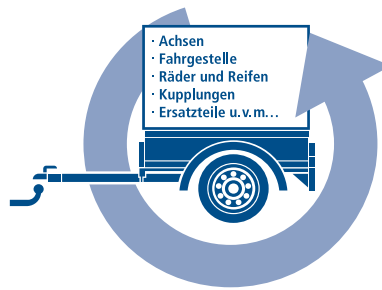 · Achsen
· Fahrgestelle
· Räder und Reifen
· Kupplungen
· Ersatzteile u.v.m...